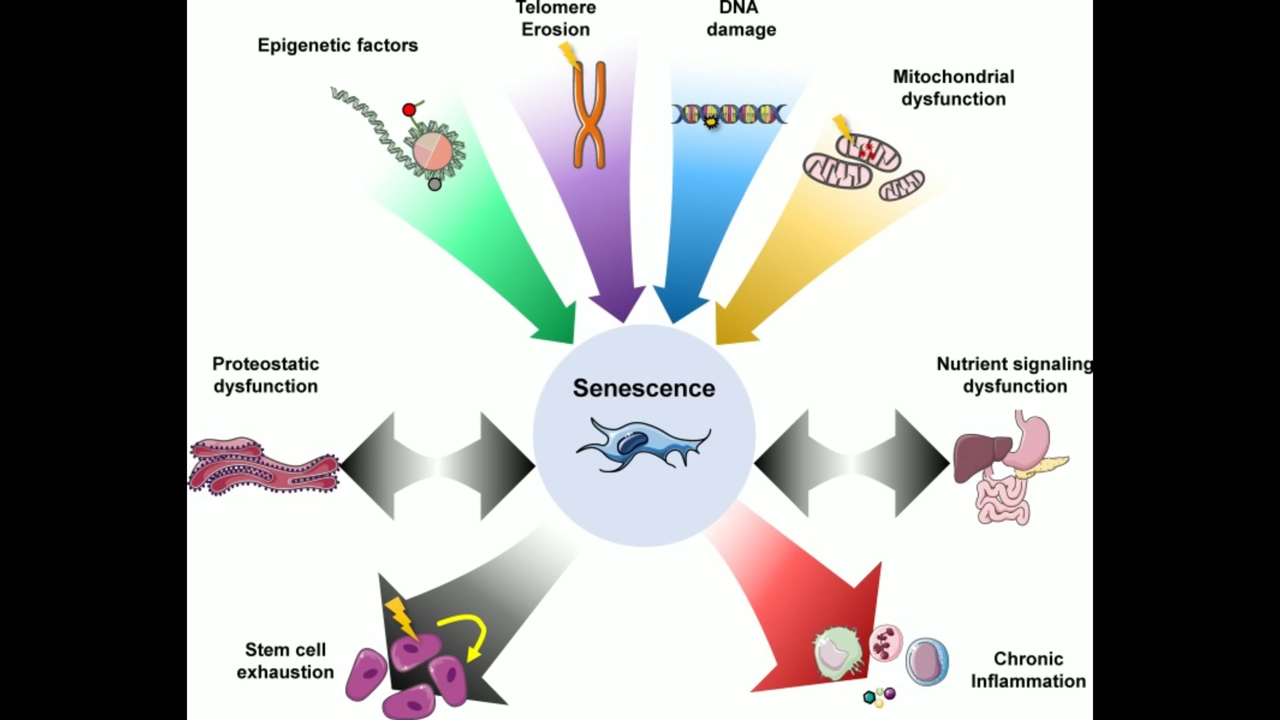 Telomere
Erosion
DNA
damage
Epigenetic factors
Mitochondrial
dysfunction
Proteostatic
dysfunction
Senescence
Nutrient signaling
dysfunction
Stem cell
exhaustion
Chronic
Inflammation